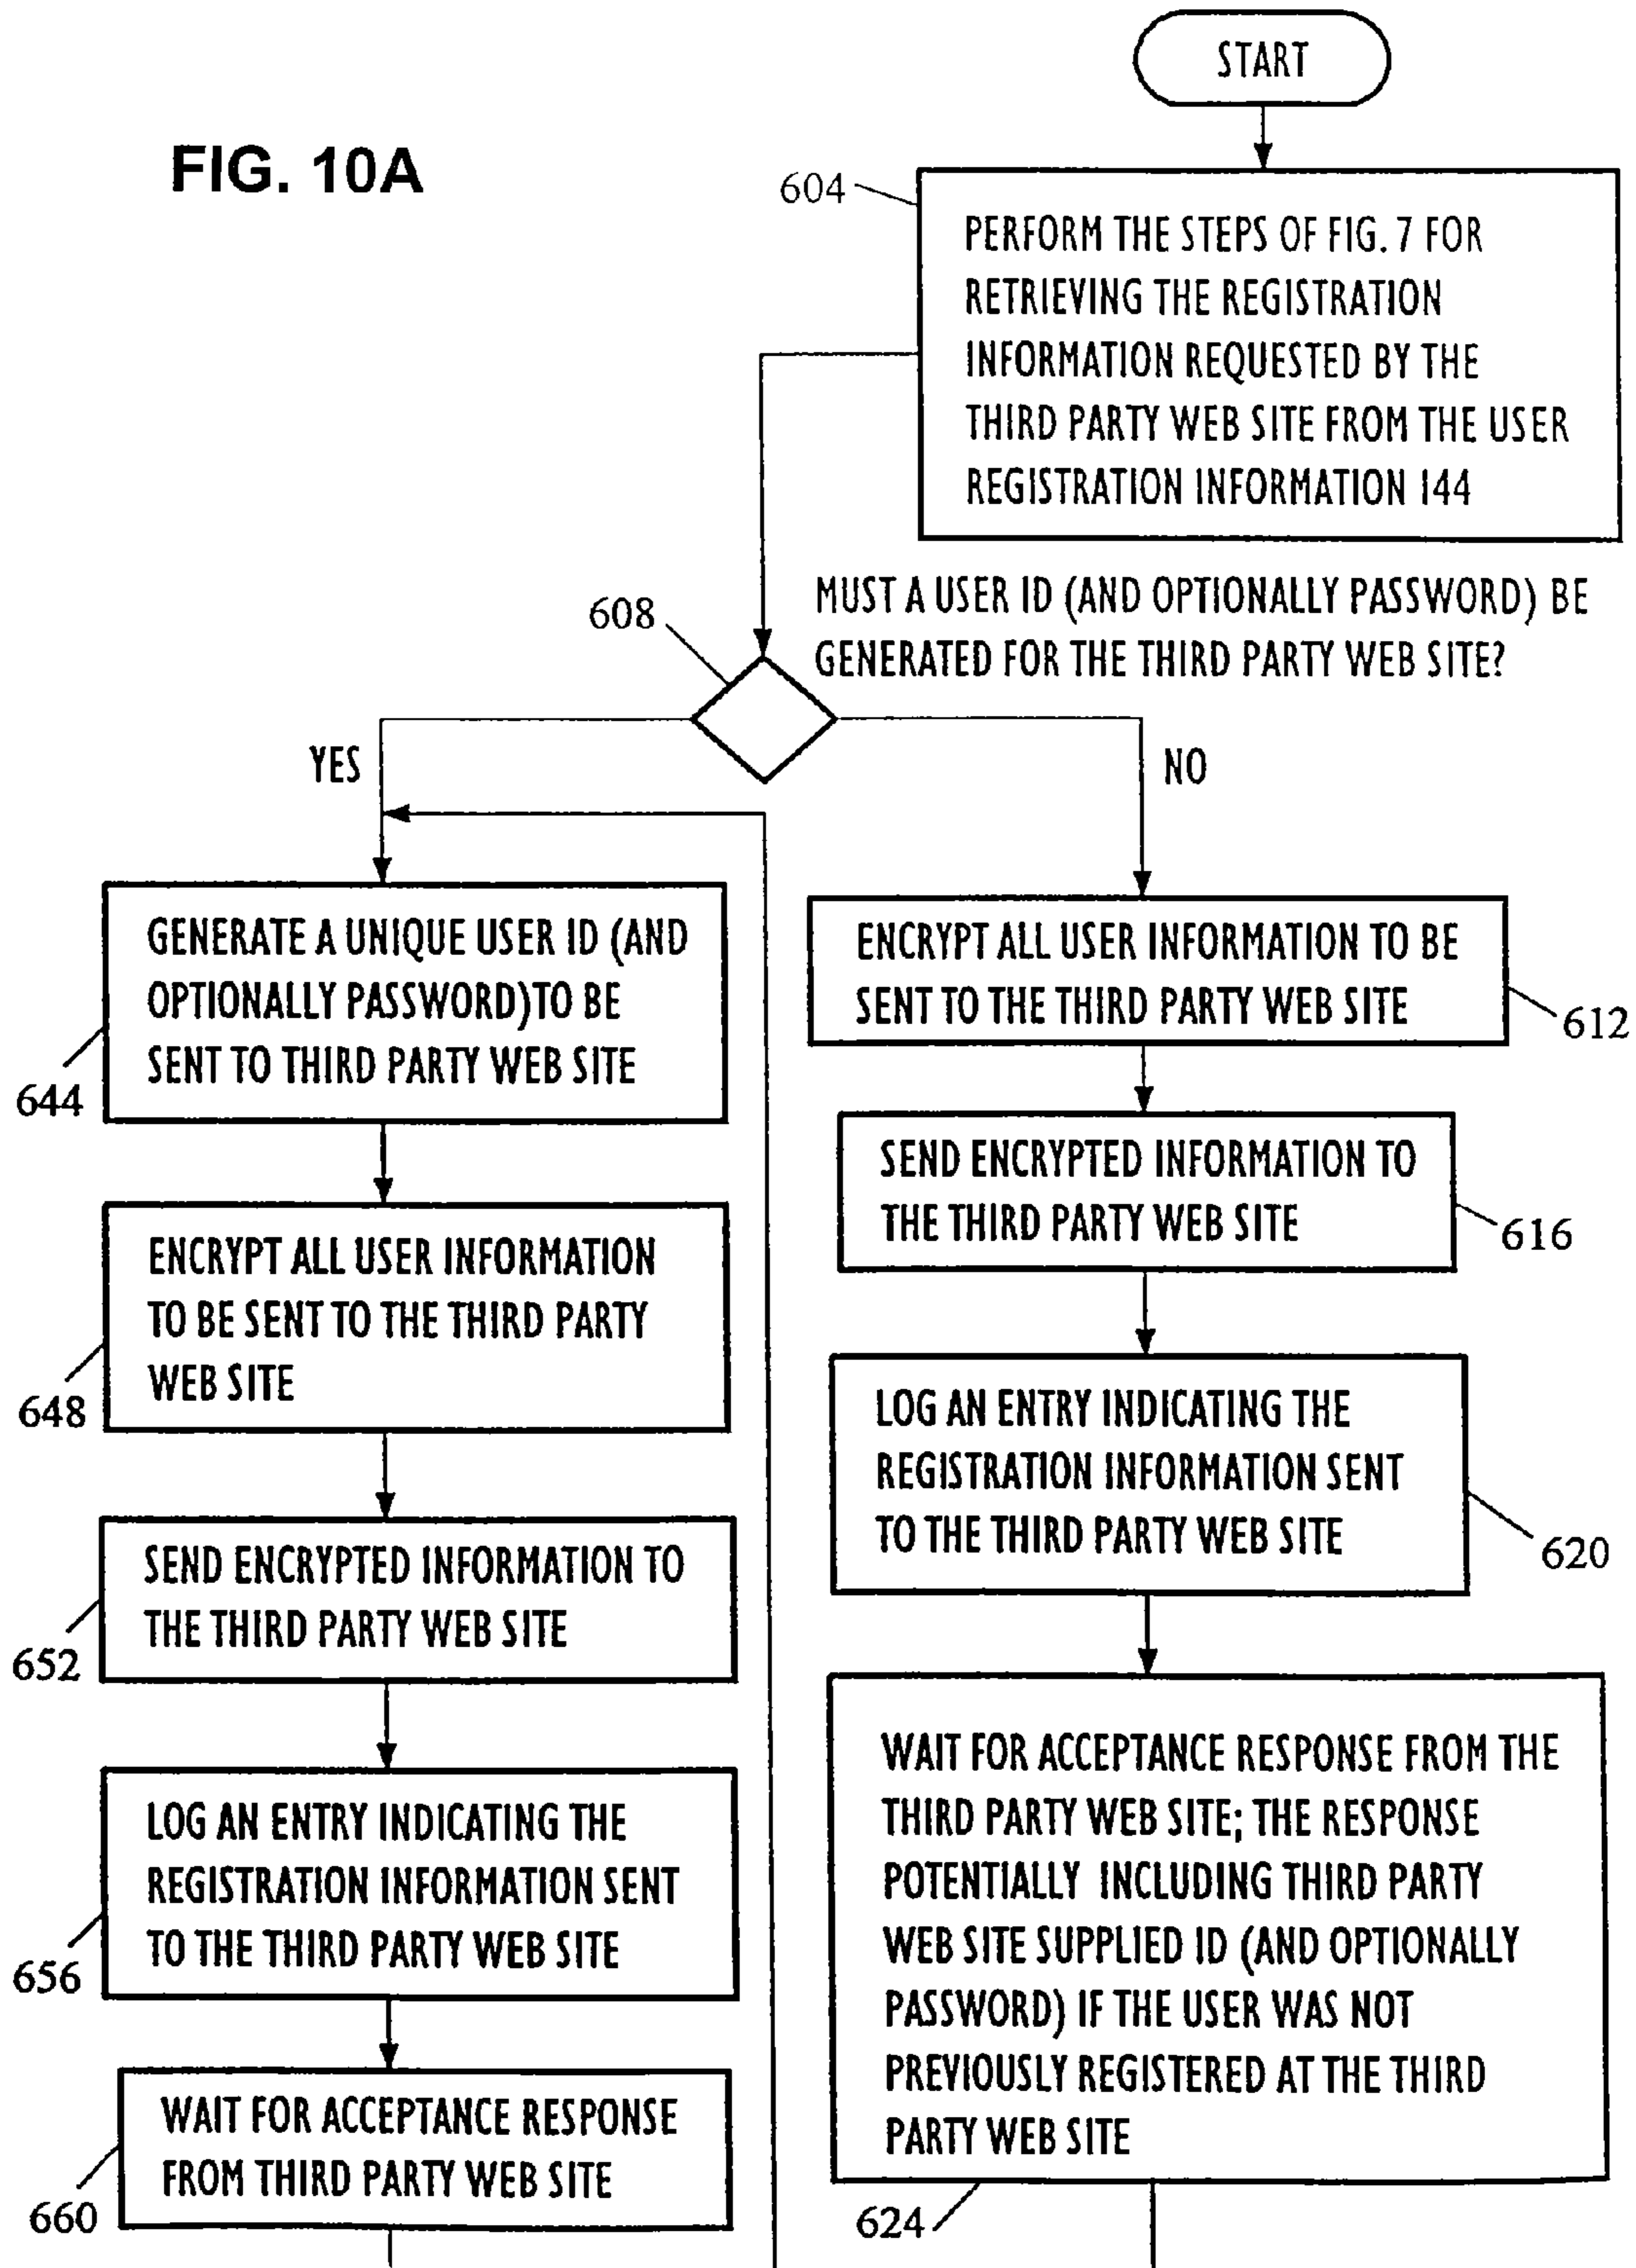 START
FIG. 10A
604
PERFORM THE STEPS OF FIG. 7 FOR
RETRIEVING THE REGISTRATION
INFORMATION REQUESTED BY THE
THIRD PARTY WEB SITE FROM THE USER
REGISTRATION INFORMATION 144
608
MUST A USER ID (AND OPTIONALLY PASSWORD) BE
GENERATED FOR THE THIRD PARTY WEB SITE?
YES
NO
GENERATE A UNIQUE USER ID (AND
OPTIONALLY PASSWORD)TO BE
SENT TO THIRD PARTY WEB SITE
644
ENCRYPT ALL USER INFORMATION
TO BE SENT TO THE THIRD PARTY
WEB SITE
648
SEND ENCRYPTED INFORMATION TO
THE THIRD PARTY WEB SITE
652
LOG AN ENTRY INDICATING THE
REGISTRATION INFORMATION SENT
TO THE THIRD PARTY WEB SITE
656
WAIT FOR ACCEPTANCE RESPONSE
FROM THIRD PARTY WEB SITE
660
ENCRYPT ALL USER INFORMATION TO BE
SENT TO THE THIRD PARTY WEB SITE
612
SEND ENCRYPTED INFORMATION TO
THE THIRD PARTY WEB SITE
616
LOG AN ENTRY INDICATING THE
REGISTRATION INFORMATION SENT
TO THE THIRD PARTY WEB SITE
620
WAIT FOR ACCEPTANCE RESPONSE FROM THE
THIRD PARTY WEB SITE; THE RESPONSE
POTENTIALLY INCLUDING THIRD PARTY
WEB SITE SUPPLIED ID (AND OPTIONALLY
PASSWORD) IF THE USER WAS NOT
PREVIOUSLY REGISTERED AT THE THIRD
PARTY WEB SITE
624